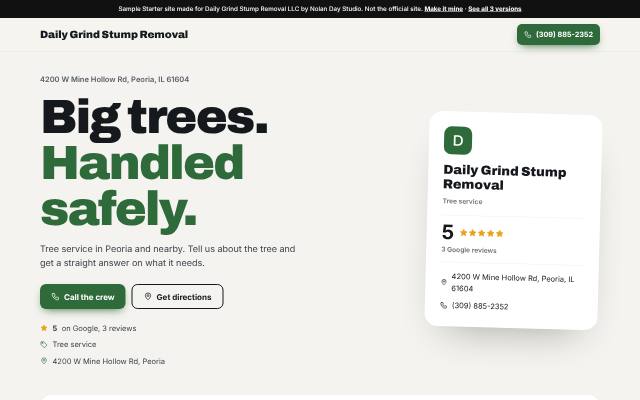 Sample Starter site made for Daily Grind Stump Removal LLC by Nolan Day Studio. Not the official site. Make it mine · See all 3 versions
Daily Grind Stump Removal
(309) 885-2352
4200 W Mine Hollow Rd, Peoria, IL 61604
Big trees.
Handled
safely.
Tree service in Peoria and nearby. Tell us about the tree and
get a straight answer on what it needs.
Call the crew
Get directions
5 on Google, 3 reviews
Tree service
4200 W Mine Hollow Rd, Peoria
D
Daily Grind Stump
Removal
Tree service
5
3 Google reviews
4200 W Mine Hollow Rd, Peoria, IL
61604
(309) 885-2352